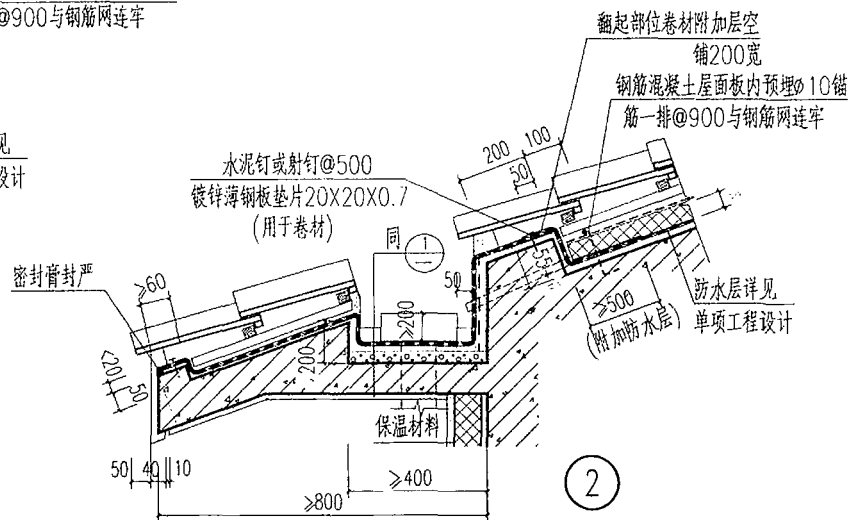 @900与钢筋网连牢
翻起部位卷材附加层空
铺200宽
钢筋混凝土屋面板内预埋ø10锚
筋一排@900与钢筋网连牢
见
设计
水泥钉或射钉@500
镀锌薄钢板垫片20X20X0.7
(用于卷材)
200
100
50
同
1
密封膏封严
≥60
50
55
≥500
(附加防水层)
防水层详见
单项工程设计
≥200
200
<20
50
保温材料
50
40
10
≥400
≥800
2